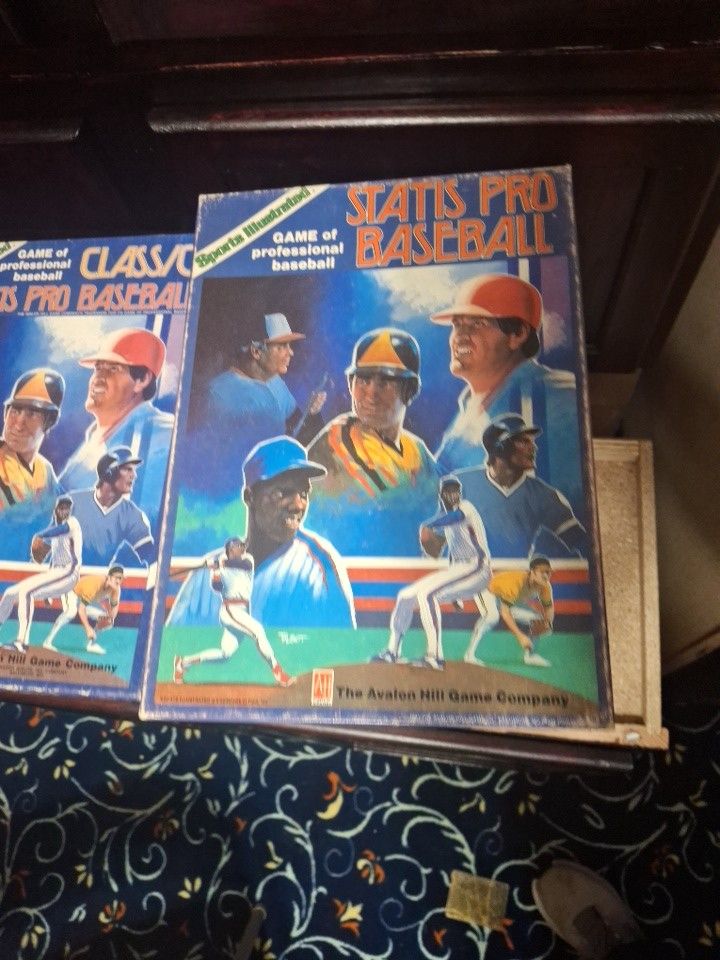 GAME of
professional
baseball
CLASSIC
IS PRO BASEBALL
Hill Game Company
Sports Illustrated
GAME of
professional
baseball
STATIS PRO
BASEBALL
The Avalon Hill Game Company